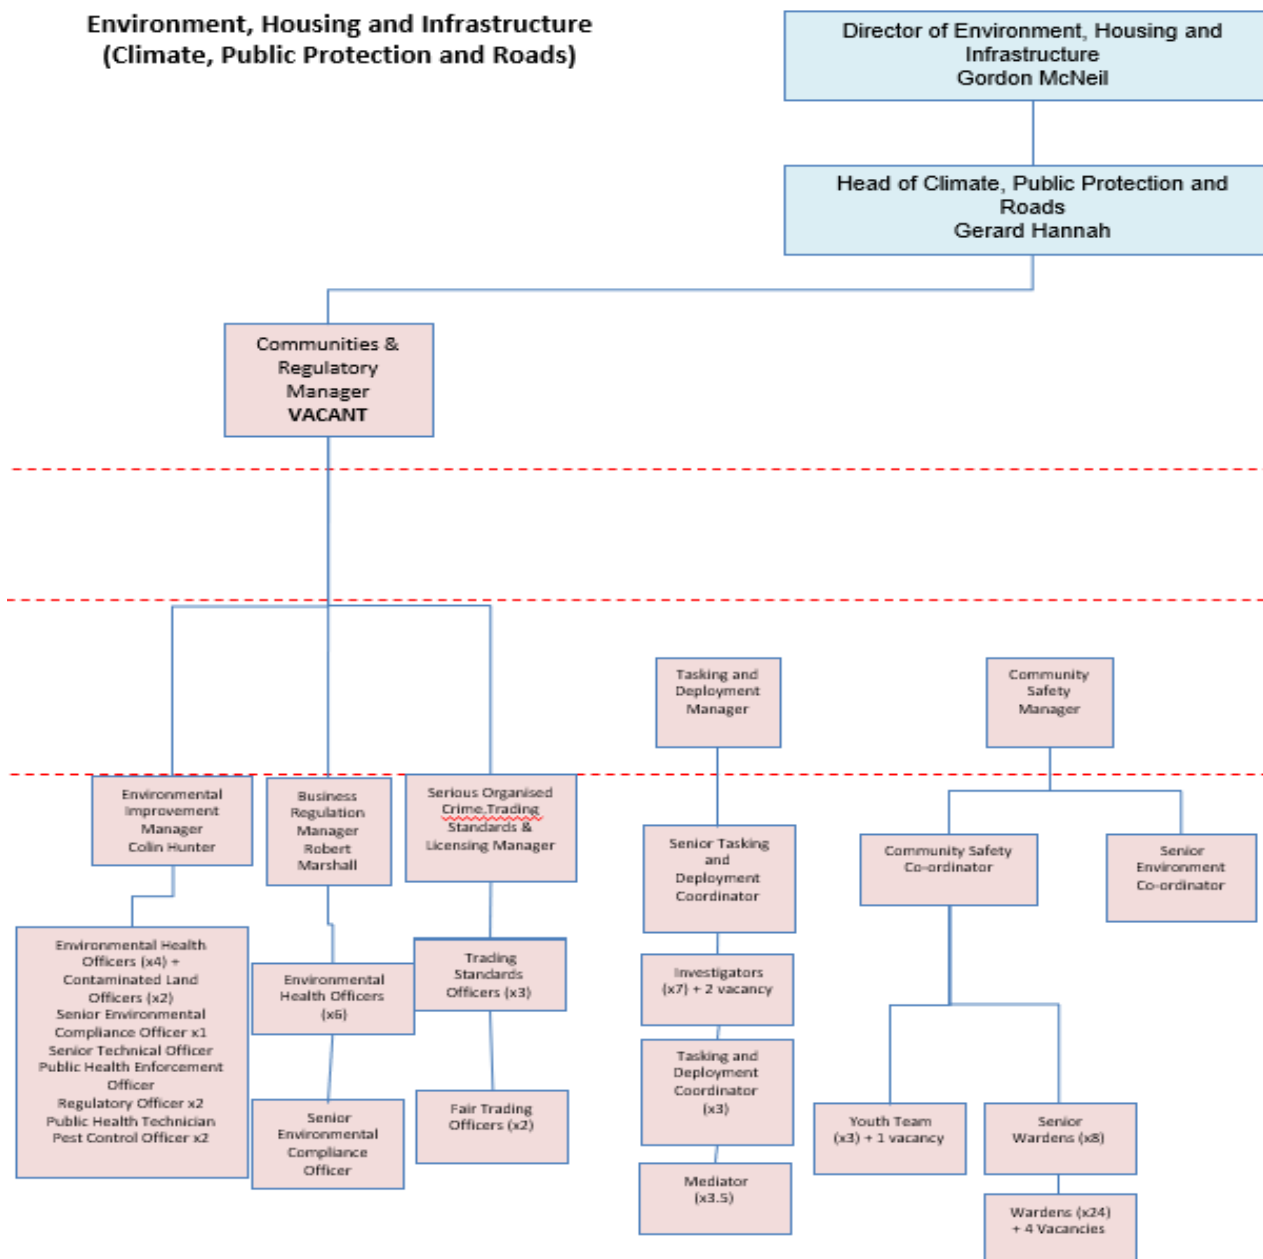 Environment, Housing and Infrastructure
(Climate, Public Protection and Roads)
Director of Environment, Housing and
Infrastructure
Gordon McNeil
Head of Climate, Public Protection and
Roads
Gerard Hannah
Communities &
Regulatory
Manager
VACANT
Tasking and
Deployment
Manager
Community
Safety
Manager
Environmental
Improvement
Manager
Colin Hunter
Business
Regulation
Manager
Robert
Marshall
Serious Organised
Crime,Trading
Standards &
Licensing Manager
Senior Tasking
and
Deployment
Coordinator
Community Safety
Co-ordinator
Senior
Environment
Co-ordinator
Environmental Health
Officers (x4) +
Contaminated Land
Officers (x2)
Senior Environmental
Compliance Officer x1
Senior Technical Officer
Public Health Enforcement
Officer
Regulatory Officer x2
Public Health Technician
Pest Control Officer x2
Environmental
Health Officers
(x6)
Trading
Standards
Officers (x3)
Investigators
(x7) + 2 vacancy
Tasking and
Deployment
Coordinator
(x3)
Senior
Environmental
Compliance
Officer
Fair Trading
Officers (x2)
Mediator
(x3.5)
Youth Team
(x3) + 1 vacancy
Senior
Wardens (x8)
Wardens (x24)
+ 4 Vacancies